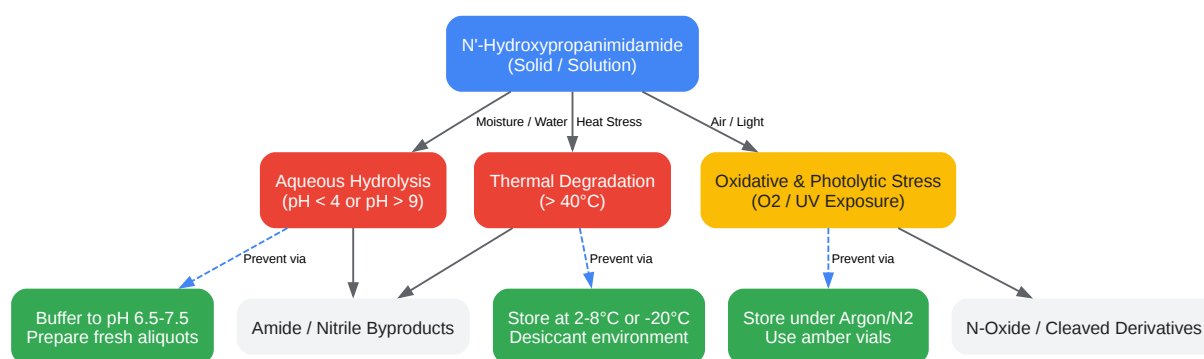 N'-Hydroxypropanimidamide
(Solid / Solution)
Moisture / Water
Heat Stress
Air / Light
Aqueous Hydrolysis
(pH < 4 or pH > 9)
Thermal Degradation
(> 40°C)
Oxidative & Photolytic Stress
(O2 / UV Exposure)
Prevent via
Prevent via
Prevent via
Buffer to pH 6.5-7.5
Prepare fresh aliquots
Amide / Nitrile Byproducts
Store at 2-8°C or -20°C
Desiccant environment
Store under Argon/N2
Use amber vials
N-Oxide / Cleaved Derivatives